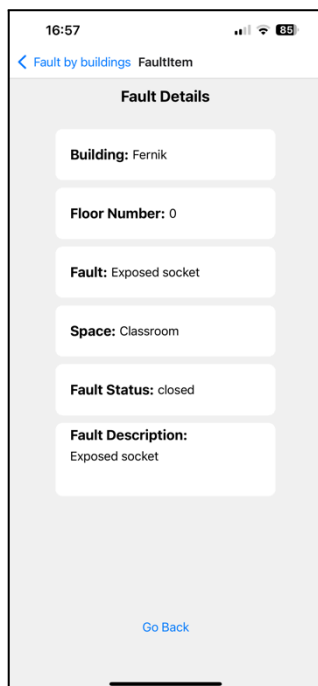 16:57 85
Fault by buildings FaultItem
Fault Details
Building: Fernik
Floor Number: 0
Fault: Exposed socket
Space: Classroom
Fault Status: closed
Fault Description:
Exposed socket
Go Back